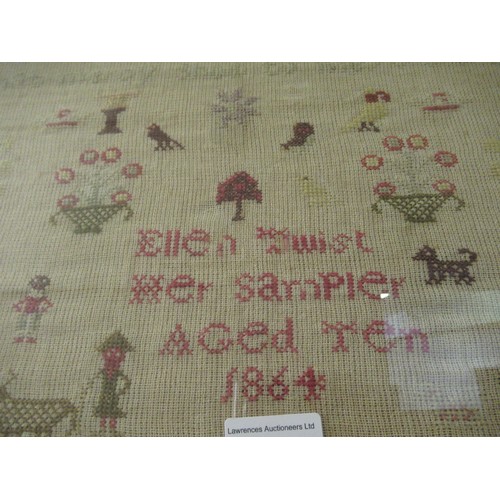 Ellen Twist
Her Sampler
Aged Ten
1864
Lawrences Auctioneers Ltd